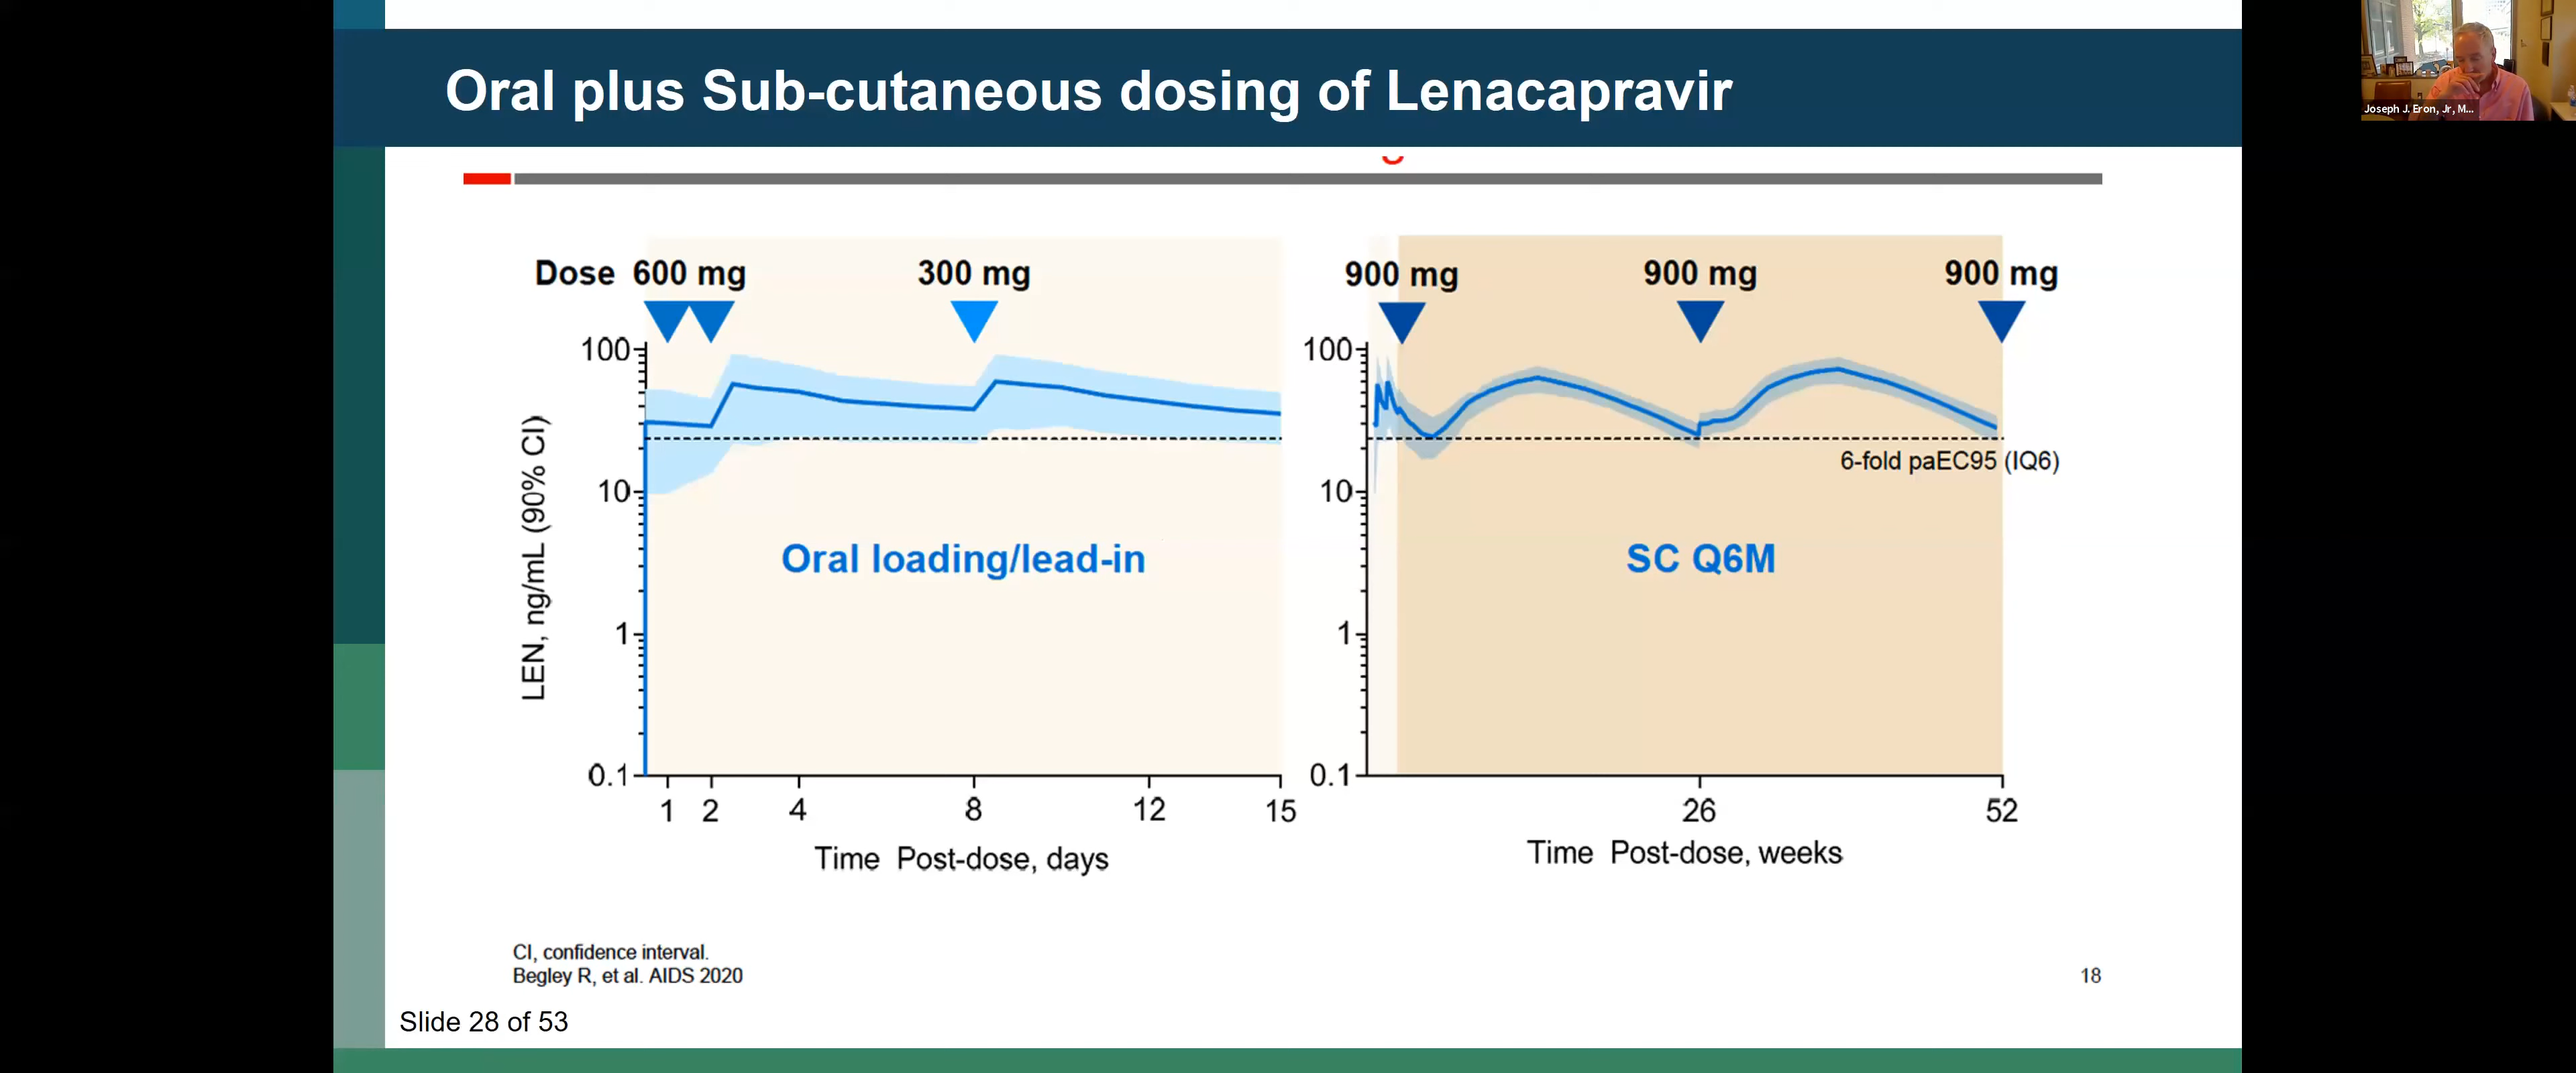 Oral plus Sub-cutaneous dosing of Lenacapravir
Joseph J. Eron, Jr, M...
Dose 600 mg
300 mg
100
10
1
0.1
LEN, ng/mL (90% CI)
Oral loading/lead-in
1 2 4 8 12 15
Time Post-dose, days
900 mg 900 mg 900 mg
100
10
1
0.1
6-fold paEC95 (IQ6)
SC Q6M
26 52
Time Post-dose, weeks
CI, confidence interval.
Begley R, et al. AIDS 2020
18
Slide 28 of 53